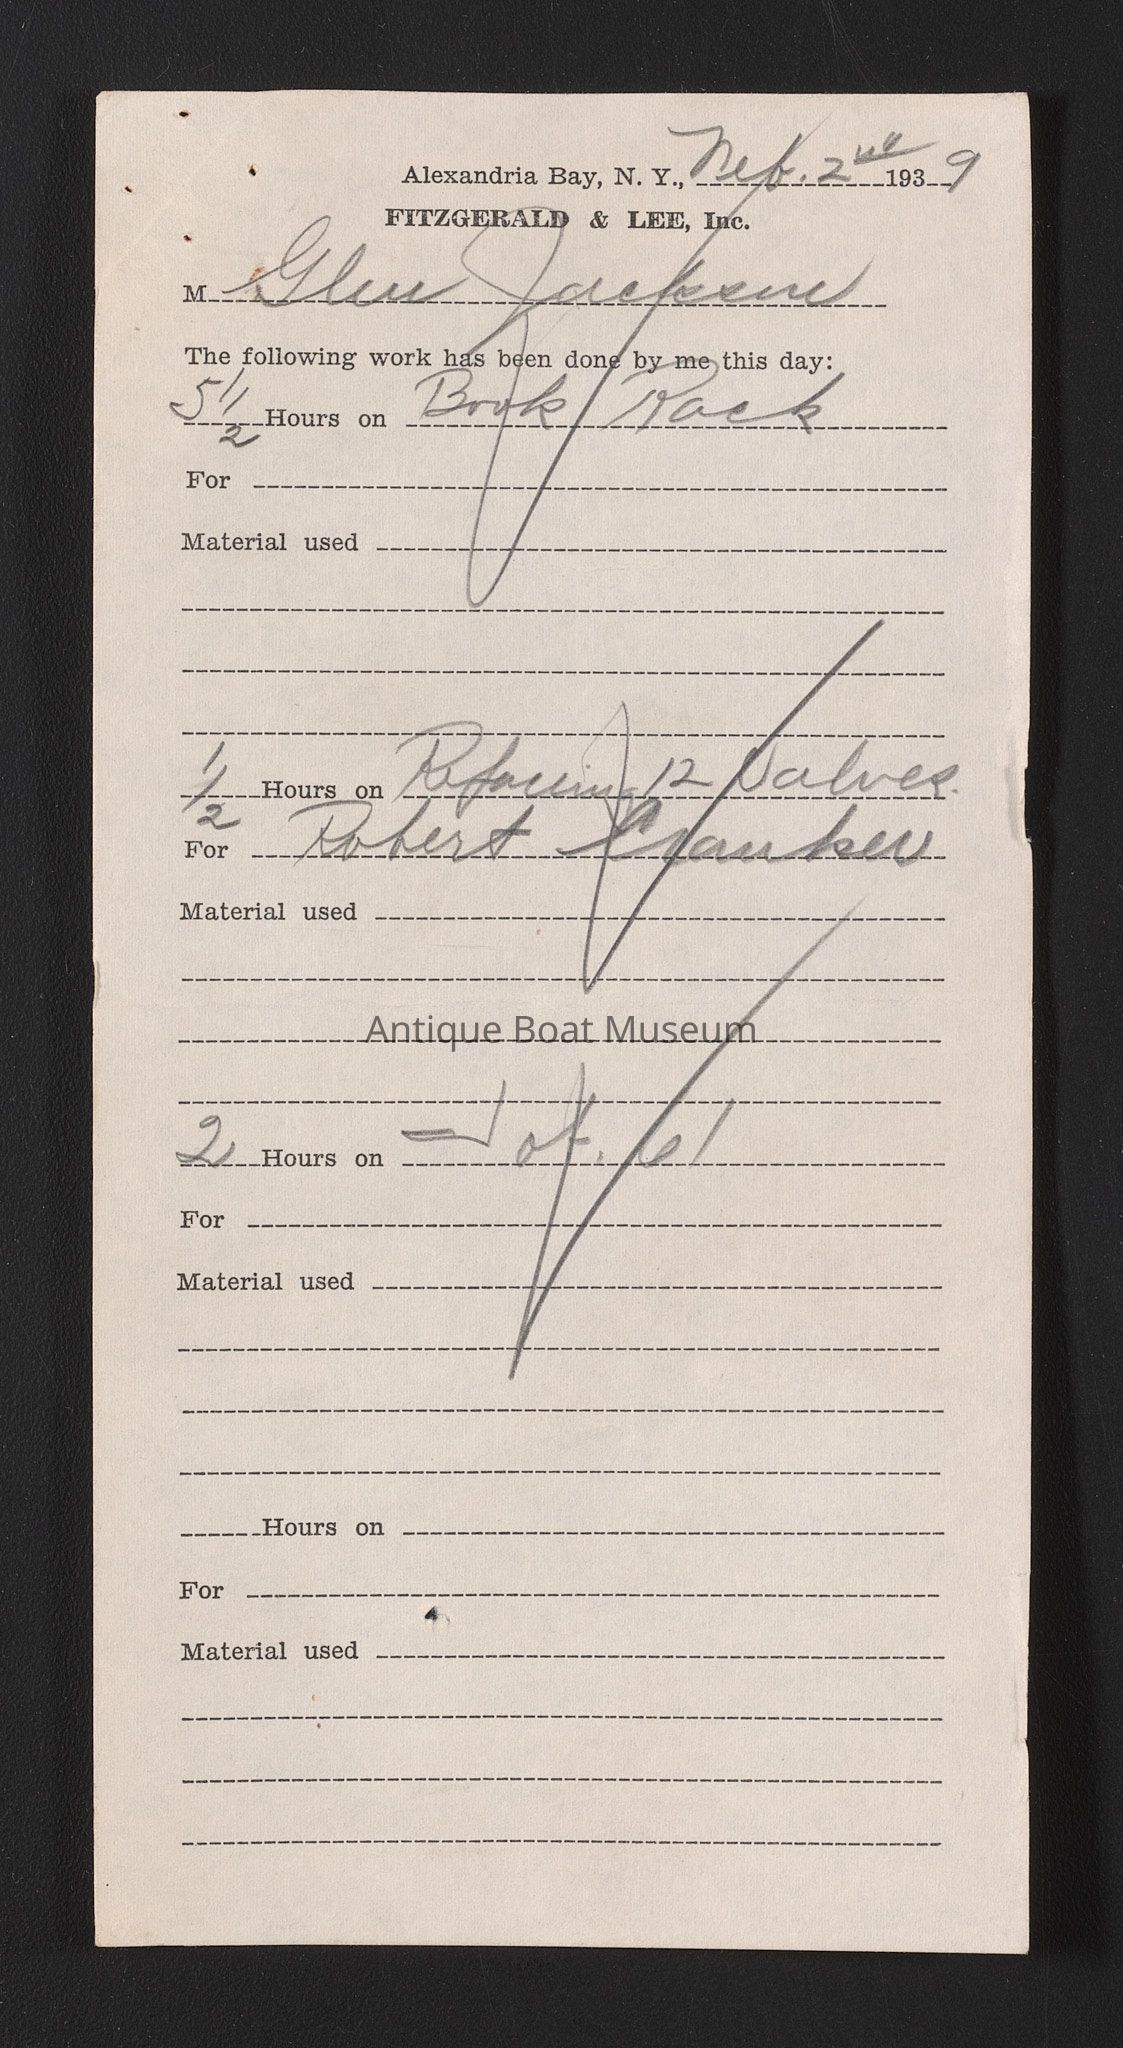 Alexandria Bay, N. Y., Feb. 2nd 1939
FITZGERALD & LEE, Inc.
M Glen Jackson
The following work has been done by me this day:
5 1/2 Hours on Book Rack
For
Material used
1/2 Hours on Refacing 12 Valves.
For Robert
Material used
Antique Boat Museum
2 Hours on
For
Material used
Hours on
For
Material used